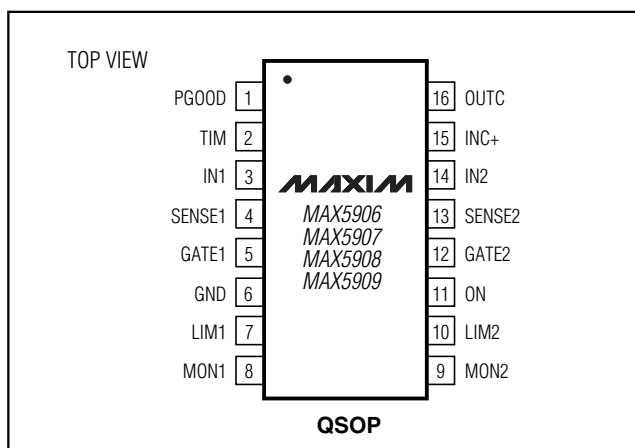 TOP VIEW
PGOOD 1
TIM 2
IN1 3
SENSE1 4
GATE1 5
GND 6
LIM1 7
MON1 8
MAXIM
MAX5906
MAX5907
MAX5908
MAX5909
16 OUTC
15 INC+
14 IN2
13 SENSE2
12 GATE2
11 ON
10 LIM2
9 MON2
QSOP